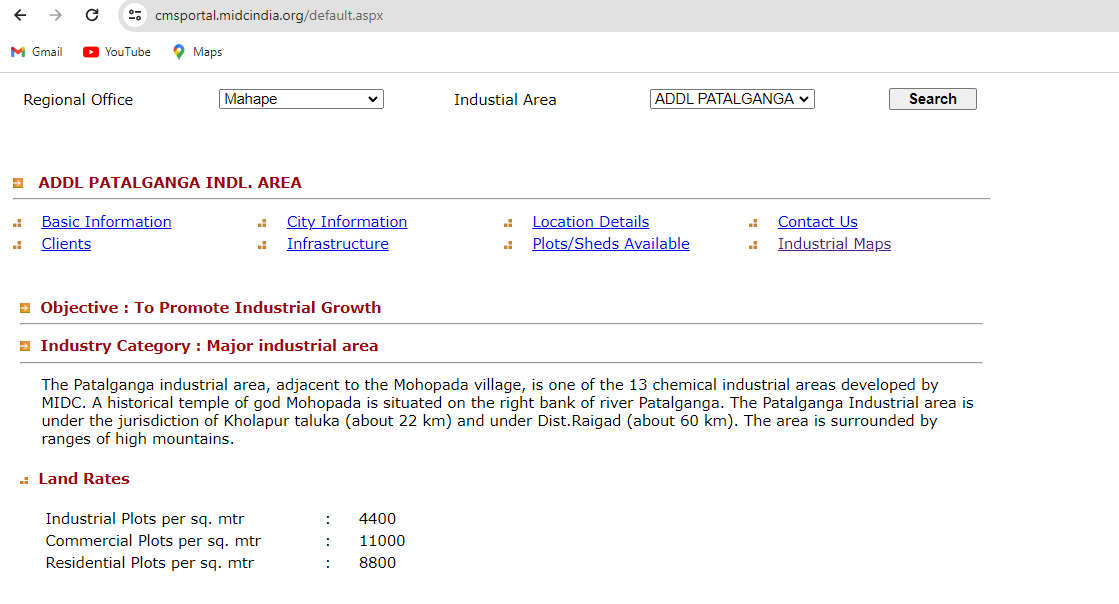 cmsportal.midcindia.org/default.aspx
Gmail YouTube Maps
Regional Office Mahape Industial Area ADDL PATALGANGA Search
ADDL PATALGANGA INDL. AREA
Basic Information City Information Location Details Contact Us
Clients Infrastructure Plots/Sheds Available Industrial Maps
Objective : To Promote Industrial Growth
Industry Category : Major industrial area
The Patalganga industrial area, adjacent to the Mohopada village, is one of the 13 chemical industrial areas developed by
MIDC. A historical temple of god Mohopada is situated on the right bank of river Patalganga. The Patalganga Industrial area is
under the jurisdiction of Kholapur taluka (about 22 km) and under Dist.Raigad (about 60 km). The area is surrounded by
ranges of high mountains.
Land Rates
Industrial Plots per sq. mtr : 4400
Commercial Plots per sq. mtr : 11000
Residential Plots per sq. mtr : 8800